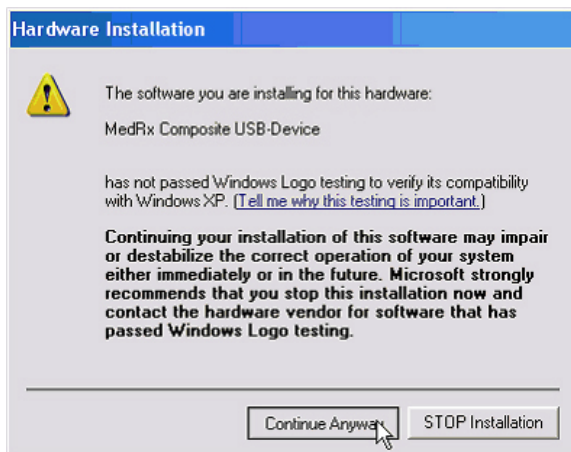 Hardware Installation
The software you are installing for this hardware:
MedRx Composite USB-Device
has not passed Windows Logo testing to verify its compatibility
with Windows XP. (Tell me why this testing is important.)
Continuing your installation of this software may impair
or destabilize the correct operation of your system
either immediately or in the future. Microsoft strongly
recommends that you stop this installation now and
contact the hardware vendor for software that has
passed Windows Logo testing.
Continue Anyway STOP Installation